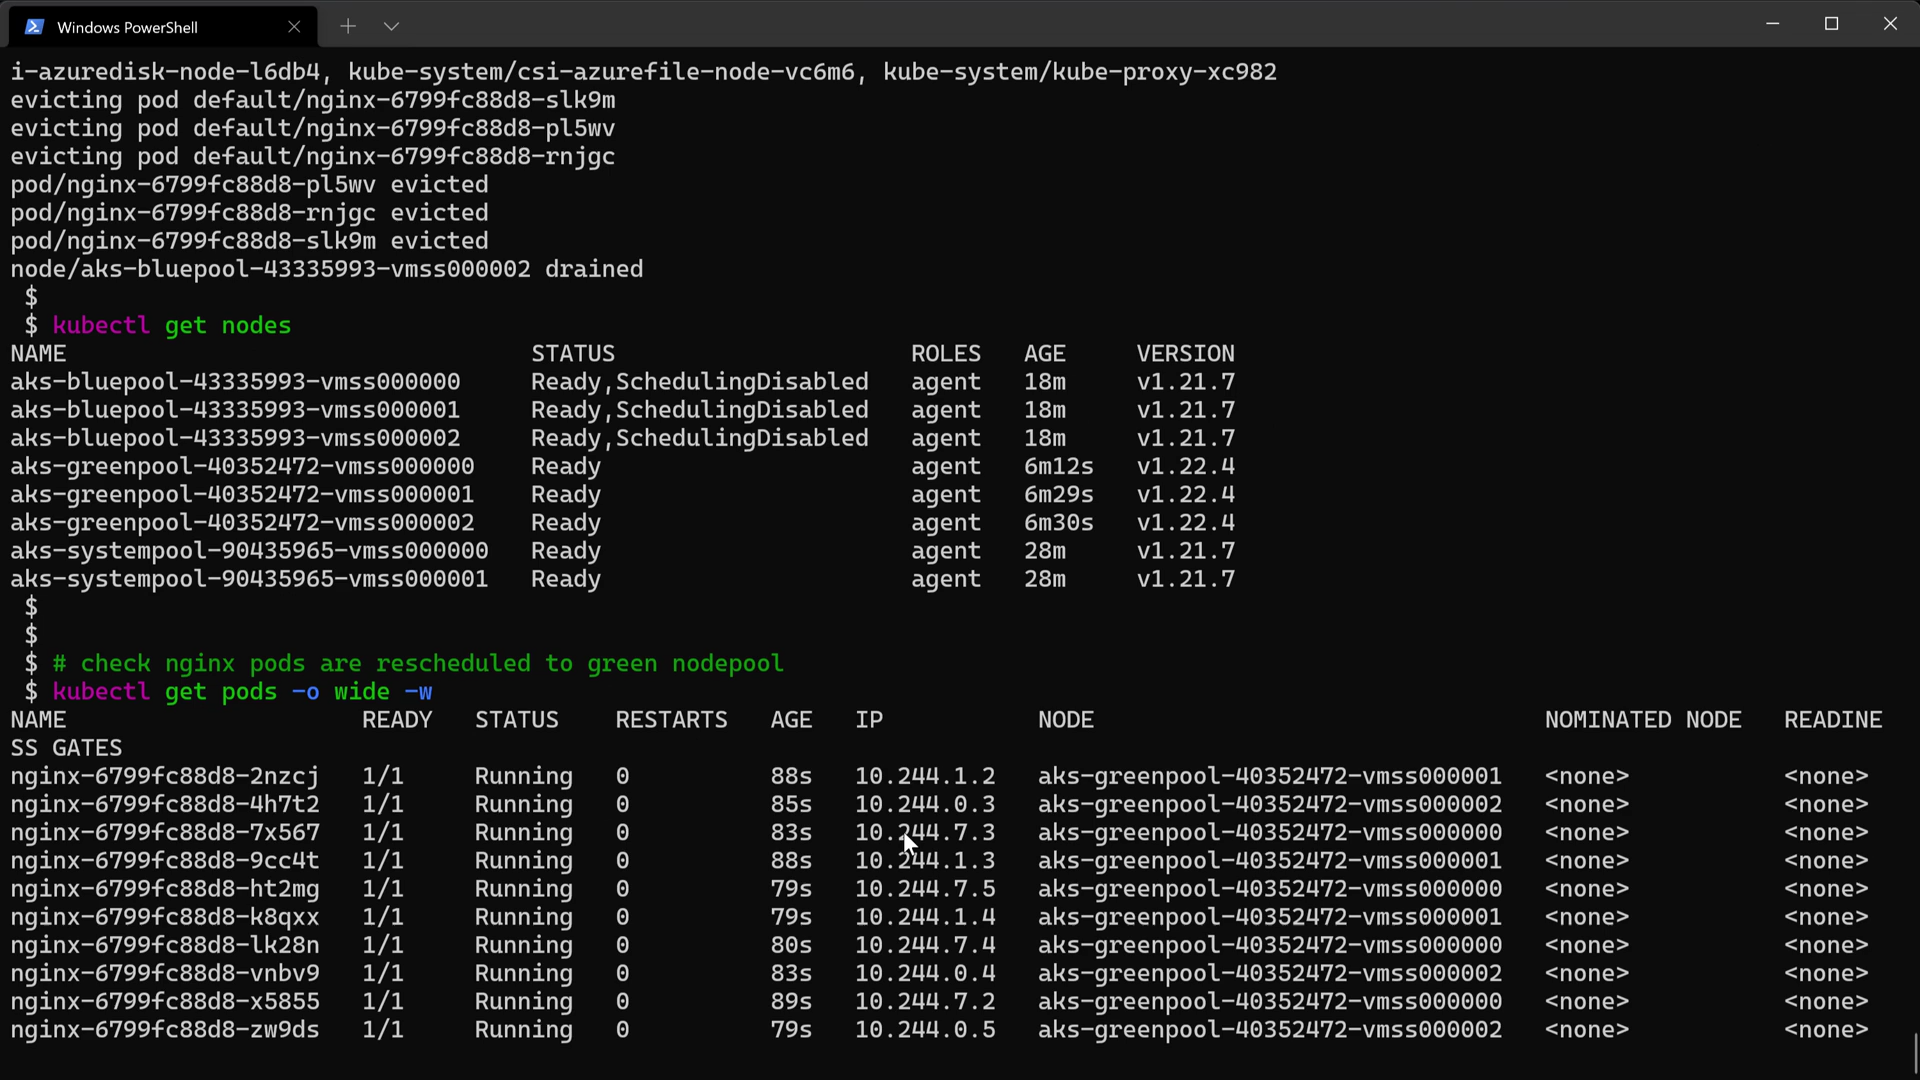 Windows PowerShell
i-azuredisk-node-l6db4, kube-system/csi-azurefile-node-vc6m6, kube-system/kube-proxy-xc982
evicting pod default/nginx-6799fc88d8-slk9m
evicting pod default/nginx-6799fc88d8-pl5wv
evicting pod default/nginx-6799fc88d8-rnjgc
pod/nginx-6799fc88d8-pl5wv evicted
pod/nginx-6799fc88d8-rnjgc evicted
pod/nginx-6799fc88d8-slk9m evicted
node/aks-bluepool-43335993-vmss000002 drained
$
$ kubectl get nodes
NAME STATUS ROLES AGE VERSION
aks-bluepool-43335993-vmss000000 Ready,SchedulingDisabled agent 18m v1.21.7
aks-bluepool-43335993-vmss000001 Ready,SchedulingDisabled agent 18m v1.21.7
aks-bluepool-43335993-vmss000002 Ready,SchedulingDisabled agent 18m v1.21.7
aks-greenpool-40352472-vmss000000 Ready agent 6m12s v1.22.4
aks-greenpool-40352472-vmss000001 Ready agent 6m29s v1.22.4
aks-greenpool-40352472-vmss000002 Ready agent 6m30s v1.22.4
aks-systempool-90435965-vmss000000 Ready agent 28m v1.21.7
aks-systempool-90435965-vmss000001 Ready agent 28m v1.21.7
$
$
$ # check nginx pods are rescheduled to green nodepool
$ kubectl get pods -o wide -w
NAME READY STATUS RESTARTS AGE IP NODE NOMINATED NODE READINE
SS GATES
nginx-6799fc88d8-2nzcj 1/1 Running 0 88s 10.244.1.2 aks-greenpool-40352472-vmss000001 <none> <none>
nginx-6799fc88d8-4h7t2 1/1 Running 0 85s 10.244.0.3 aks-greenpool-40352472-vmss000002 <none> <none>
nginx-6799fc88d8-7x567 1/1 Running 0 83s 10.244.7.3 aks-greenpool-40352472-vmss000000 <none> <none>
nginx-6799fc88d8-9cc4t 1/1 Running 0 88s 10.244.1.3 aks-greenpool-40352472-vmss000001 <none> <none>
nginx-6799fc88d8-ht2mg 1/1 Running 0 79s 10.244.7.5 aks-greenpool-40352472-vmss000000 <none> <none>
nginx-6799fc88d8-k8qxx 1/1 Running 0 79s 10.244.1.4 aks-greenpool-40352472-vmss000001 <none> <none>
nginx-6799fc88d8-lk28n 1/1 Running 0 80s 10.244.7.4 aks-greenpool-40352472-vmss000000 <none> <none>
nginx-6799fc88d8-vnbv9 1/1 Running 0 83s 10.244.0.4 aks-greenpool-40352472-vmss000002 <none> <none>
nginx-6799fc88d8-x5855 1/1 Running 0 89s 10.244.7.2 aks-greenpool-40352472-vmss000000 <none> <none>
nginx-6799fc88d8-zw9ds 1/1 Running 0 79s 10.244.0.5 aks-greenpool-40352472-vmss000002 <none> <none>